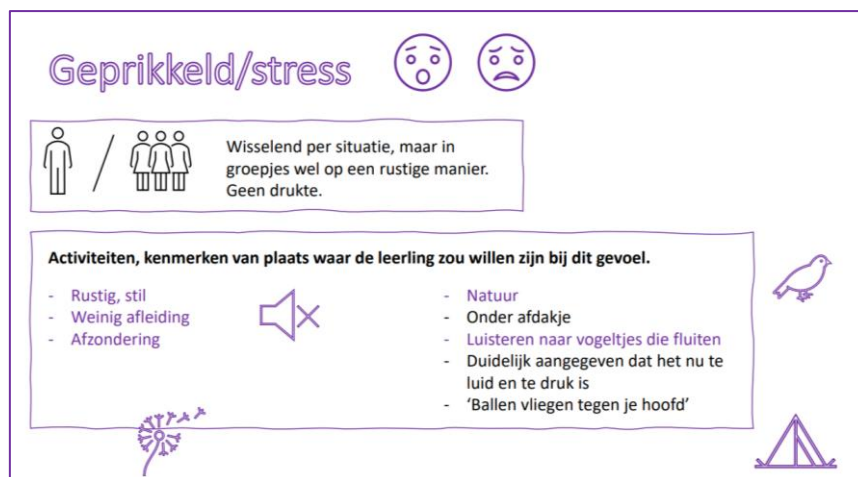 Geprikkeld/stress
Wisselend per situatie, maar in
groepjes wel op een rustige manier.
Geen drukte.
Activiteiten, kenmerken van plaats waar de leerling zou willen zijn bij dit gevoel.
- Rustig, stil
- Weinig afleiding
- Afzondering
- Natuur
- Onder afdakje
- Luisteren naar vogeltjes die fluiten
- Duidelijk aangegeven dat het nu te
luid en te druk is
- ‘Ballen vliegen tegen je hoofd’